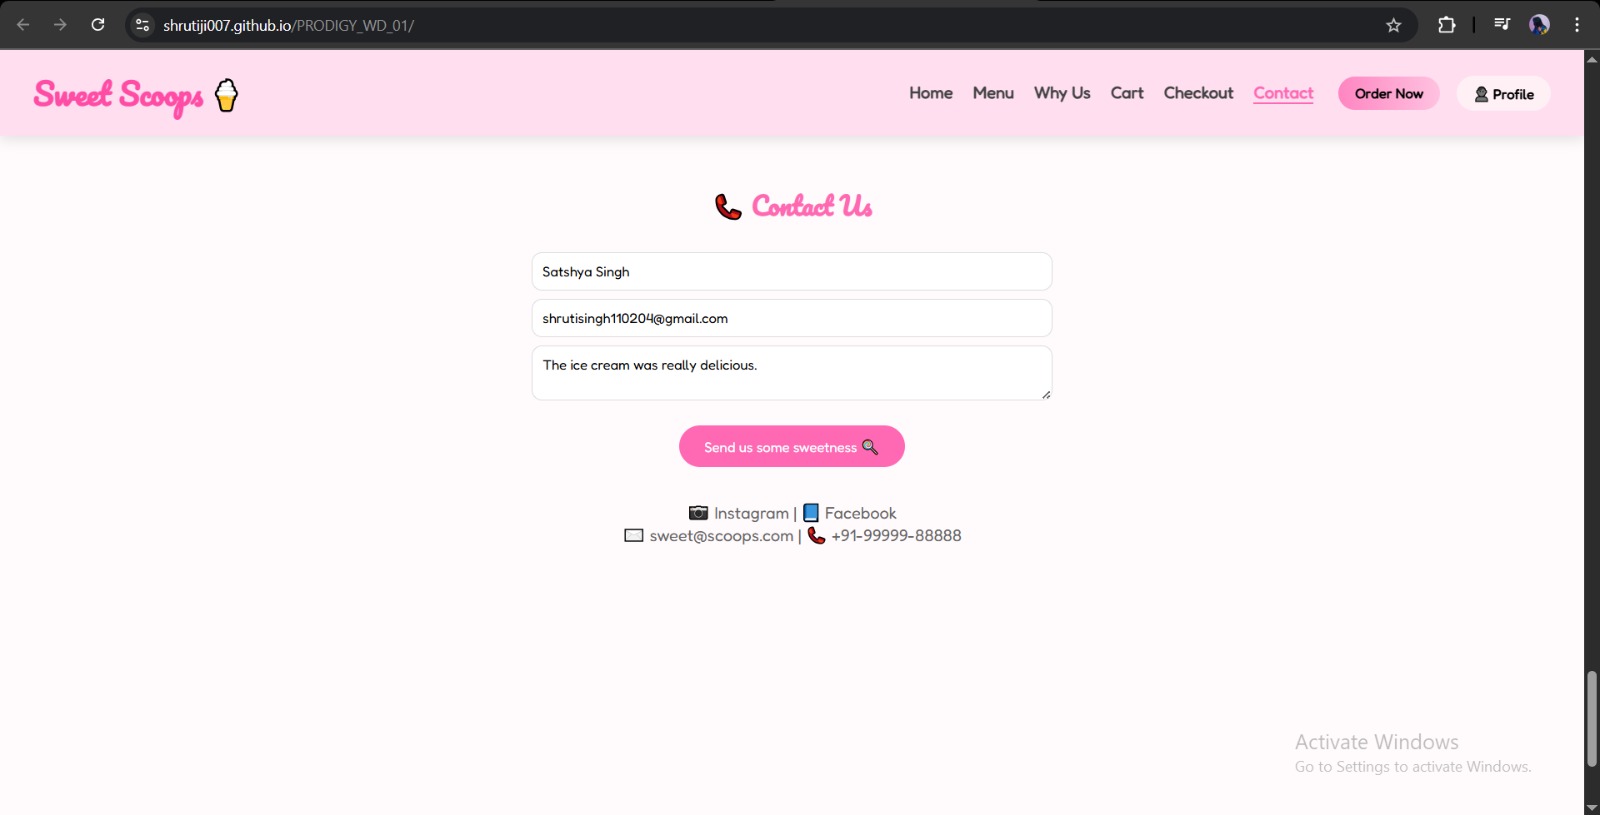 shrutiji007.github.io/PRODIGY_WD_01/
Sweet Scoops
Home Menu Why Us Cart Checkout Contact Order Now Profile
Contact Us
Satshya Singh
shrutisingh110204@gmail.com
The ice cream was really delicious.
Send us some sweetness
Instagram | Facebook
sweet@scoops.com | +91-99999-88888
Activate Windows
Go to Settings to activate Windows.